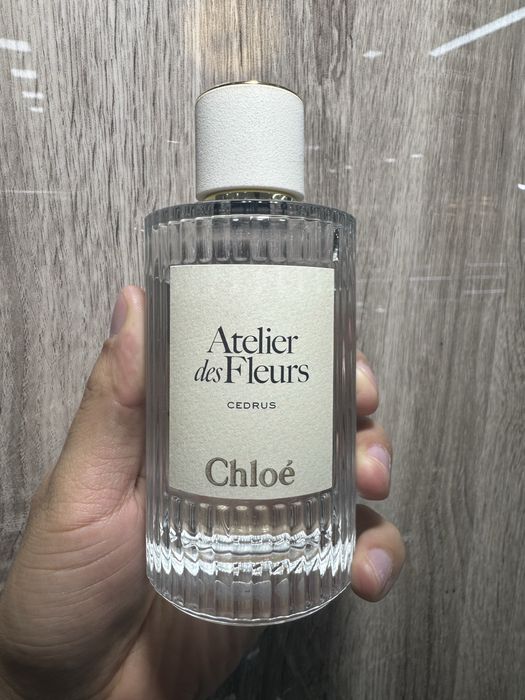 Atelier
des Fleurs
CEDRUS
Chloé